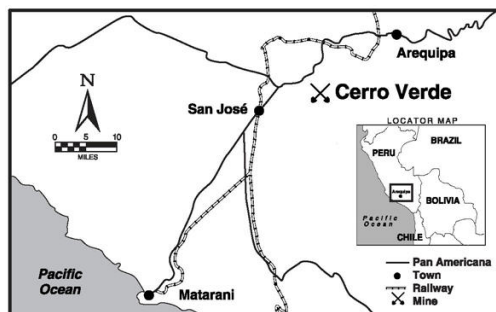 Arequipa
N
Cerro Verde
San José
0 5 10
MILES
LOCATOR MAP
PERU
BRAZIL
Arequipa
BOLIVIA
Pacific
Ocean
CHILE
Pan Americana
Town
Railway
Mine
Pacific
Ocean
Matarani